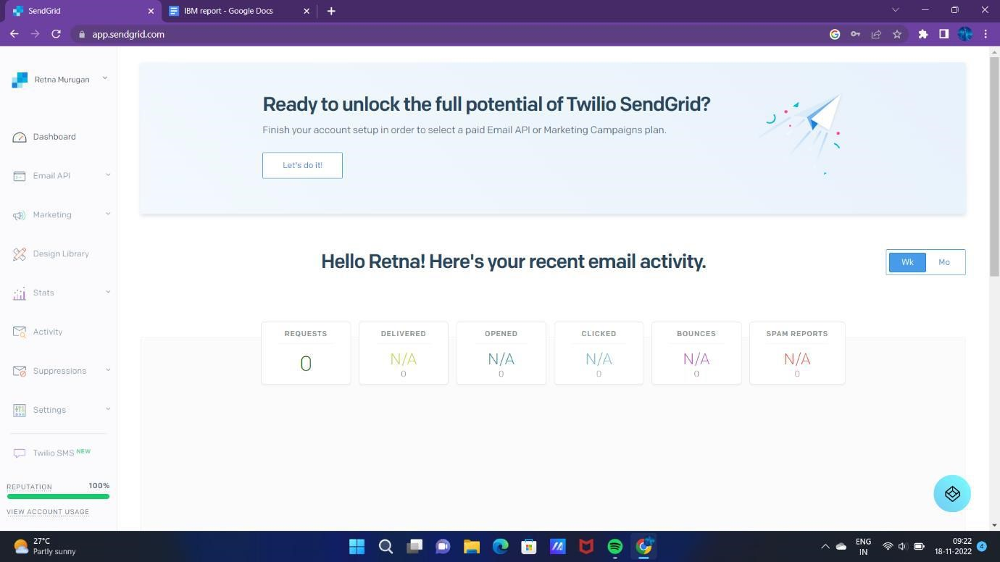 SendGrid
IBM report - Google Docs
app.sendgrid.com
Retna Murugan
Dashboard
Email API
Marketing
Design Library
Stats
Activity
Suppressions
Settings
Twilio SMS NEW
REPUTATION 100%
VIEW ACCOUNT USAGE
Ready to unlock the full potential of Twilio SendGrid?
Finish your account setup in order to select a paid Email API or Marketing Campaigns plan.
Let's do it!
Hello Retna! Here's your recent email activity.
Wk Mo
REQUESTS DELIVERED OPENED CLICKED BOUNCES SPAM REPORTS
0 N/A N/A N/A N/A N/A
0 0 0 0 0
27°C
Partly sunny
ENG
IN
09:22
18-11-2022
4